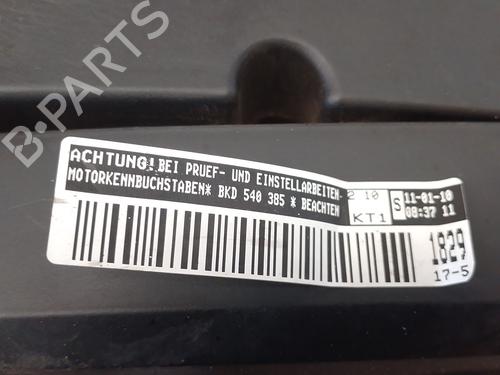 B-PARTS
ACHTUNG! BEI PRUEF- UND EINSTELLARBEITEN-
MOTORKENNBUCHSTABEN* BKD 540 385 * BEACHTEN
2 10
KT1
S
11-01-10
08:37 11
1829
17-5